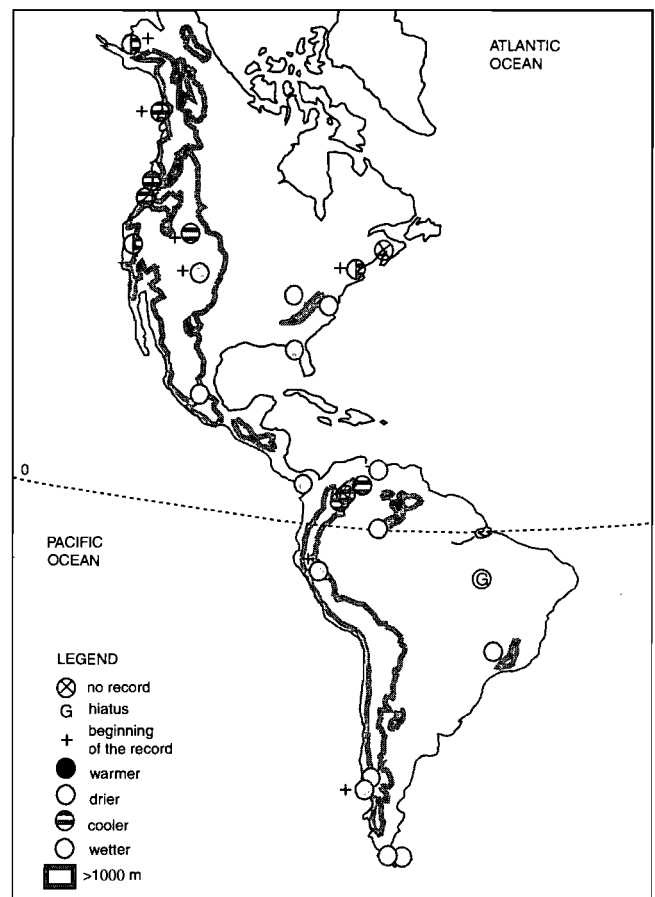 ATLANTIC
OCEAN
0
PACIFIC
OCEAN
G
LEGEND
no record
G hiatus
+ beginning
of the record
warmer
drier
cooler
wetter
>1000 m